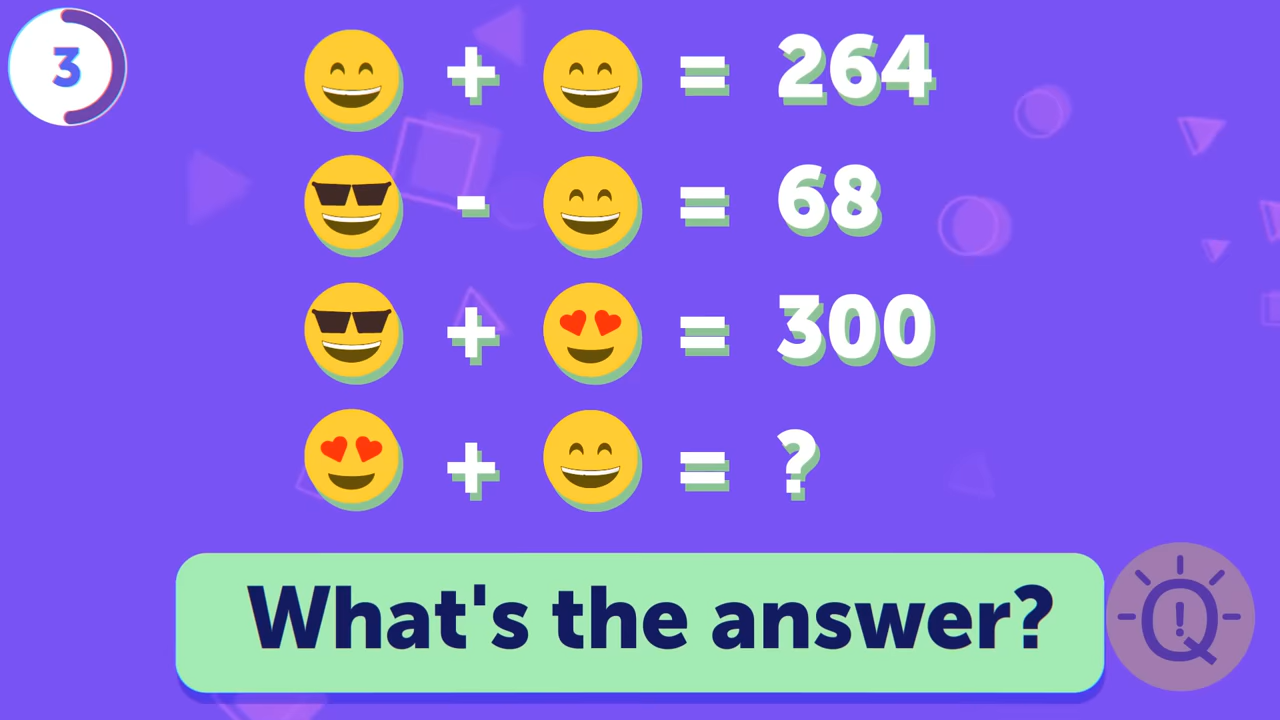 3
😄 + 😄 = 264
😎 - 😄 = 68
😎 + 😍 = 300
😍 + 😄 = ?
What's the answer?
Q!